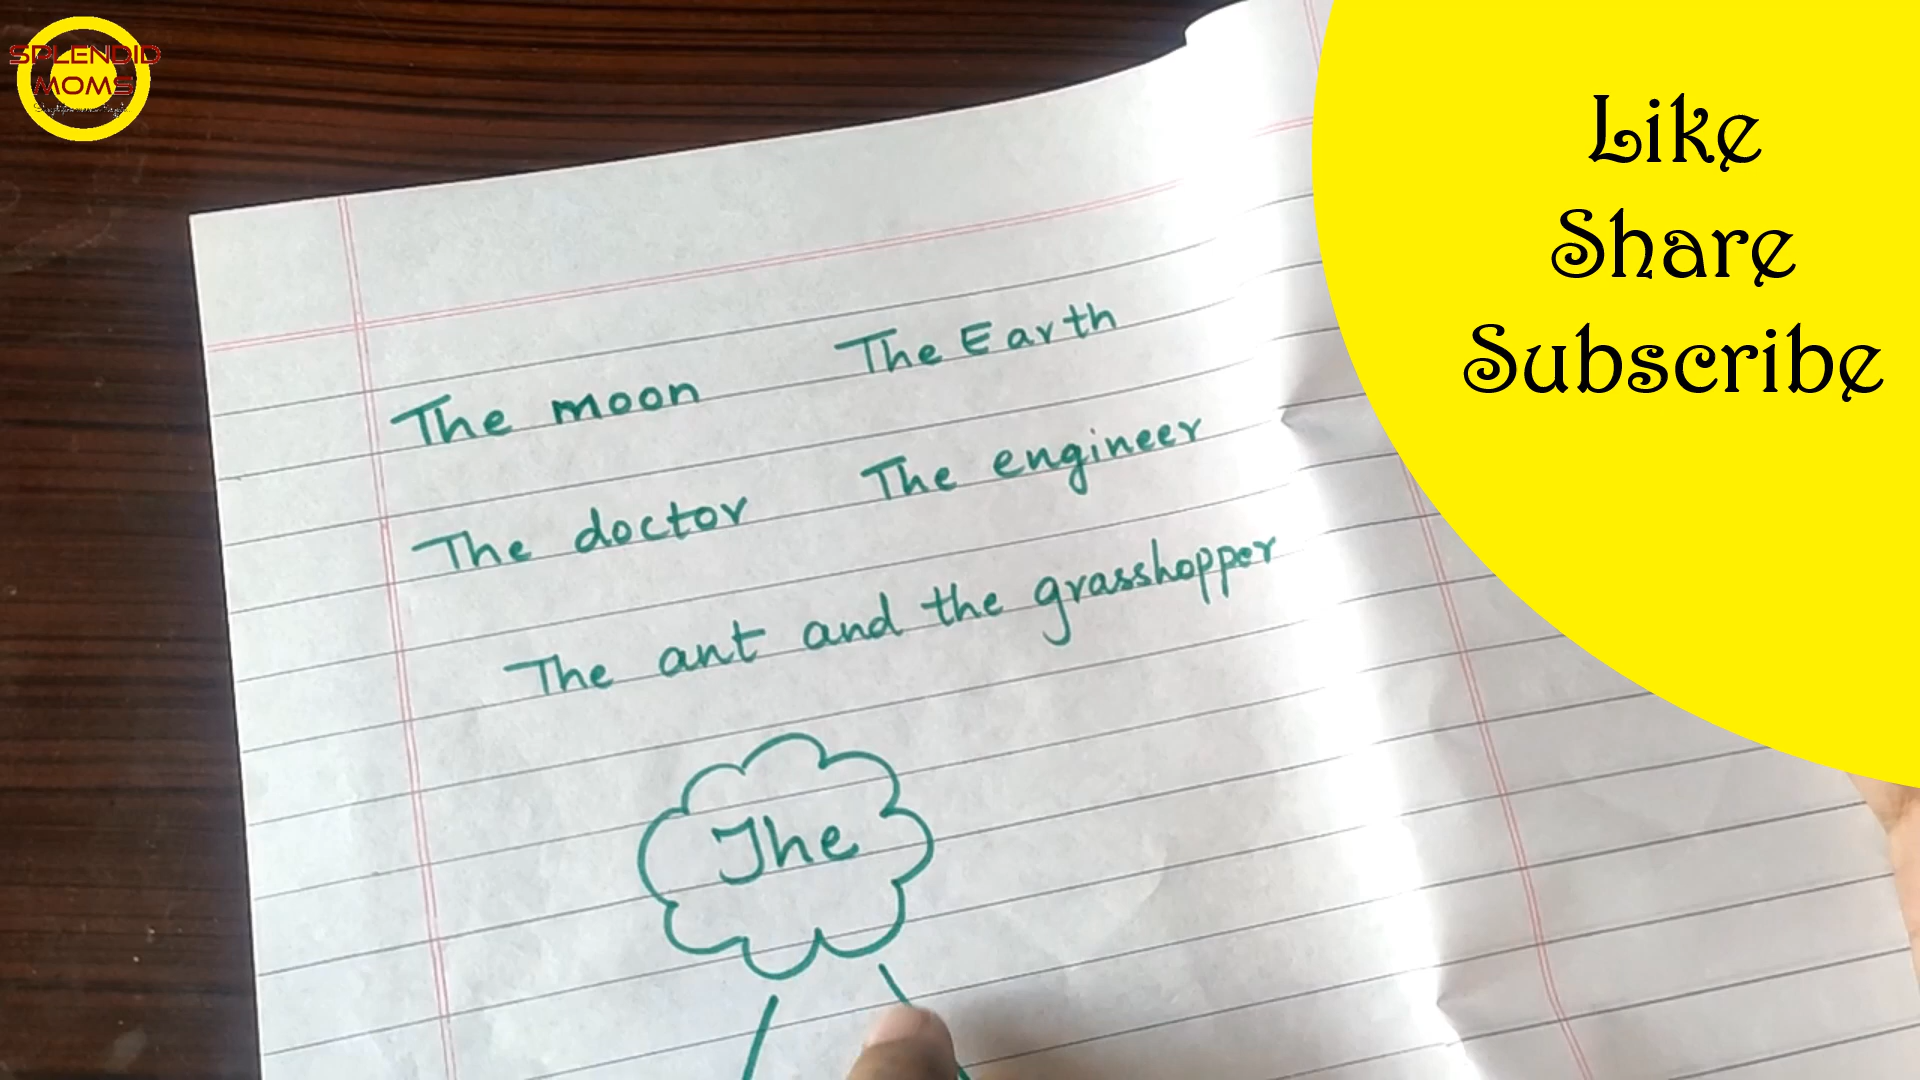 SPLENDID
MOMS
Like
Share
Subscribe
The moon The Earth
The doctor The engineer
The ant and the grasshopper
The